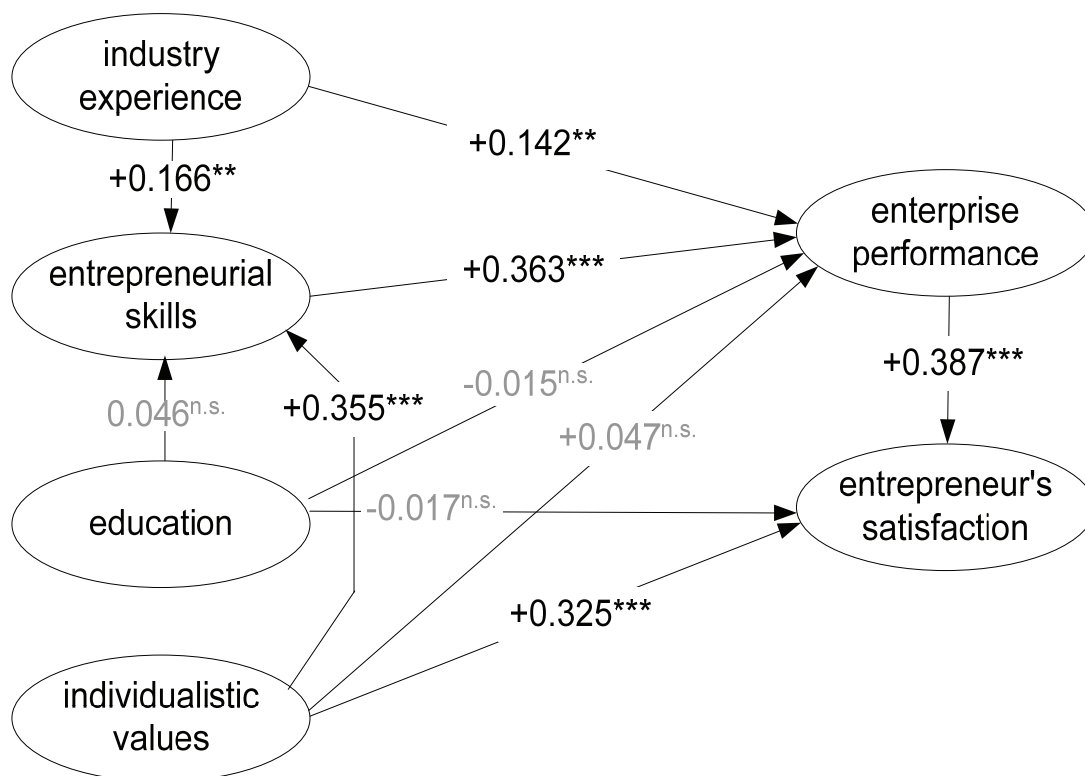 industry
experience
+0.142**
+0.166**
enterprise
performance
entrepreneurial
skills
+0.363***
+0.387***
-0.015n.s.
+0.355***
0.046n.s.
+0.047n.s.
entrepreneur's
satisfaction
education
-0.017n.s.
+0.325***
individualistic
values